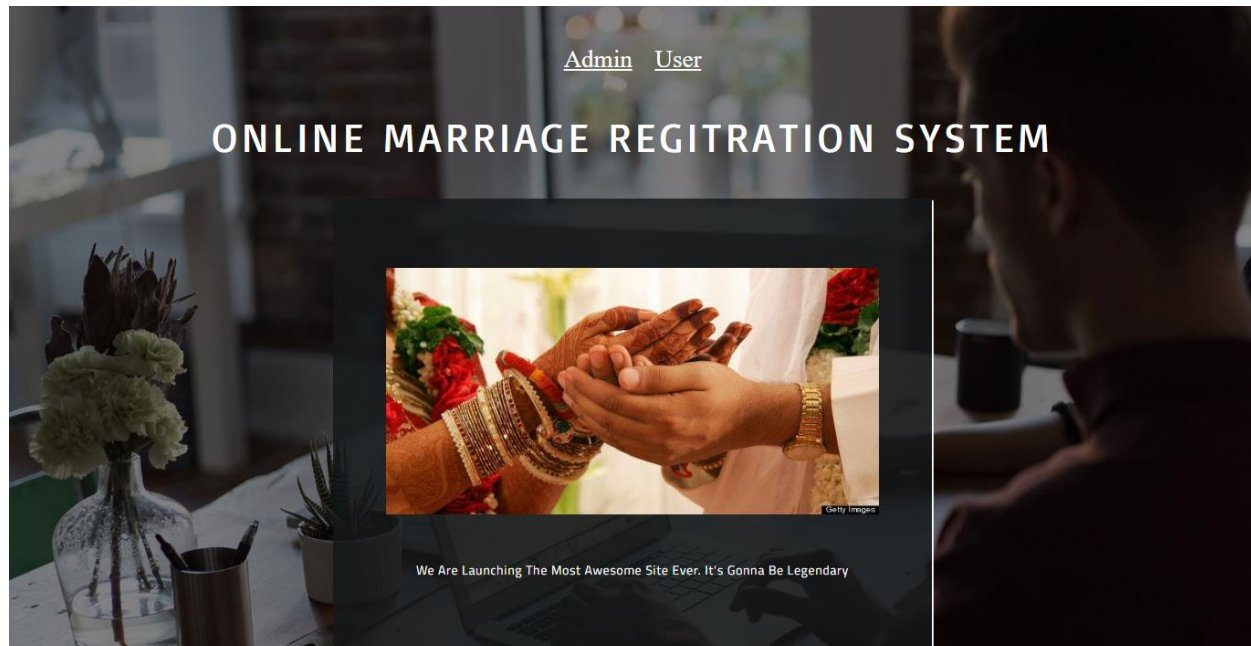 Admin User
ONLINE MARRIAGE REGITRATION SYSTEM
Getty Images
We Are Launching The Most Awesome Site Ever. It's Gonna Be Legendary